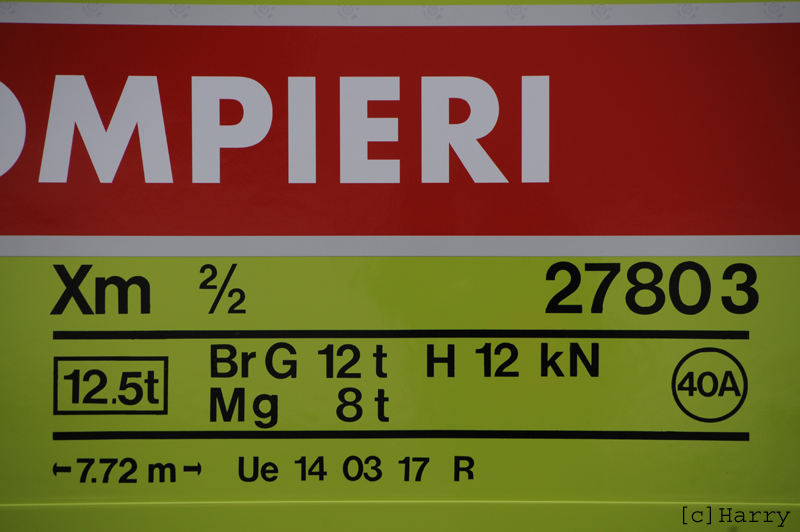 OMPIERI
Xm 2/2 27803
12.5t BrG 12 t H 12 kN 40A
Mg 8 t
7.72 m Ue 14 03 17 R
[c]Harry